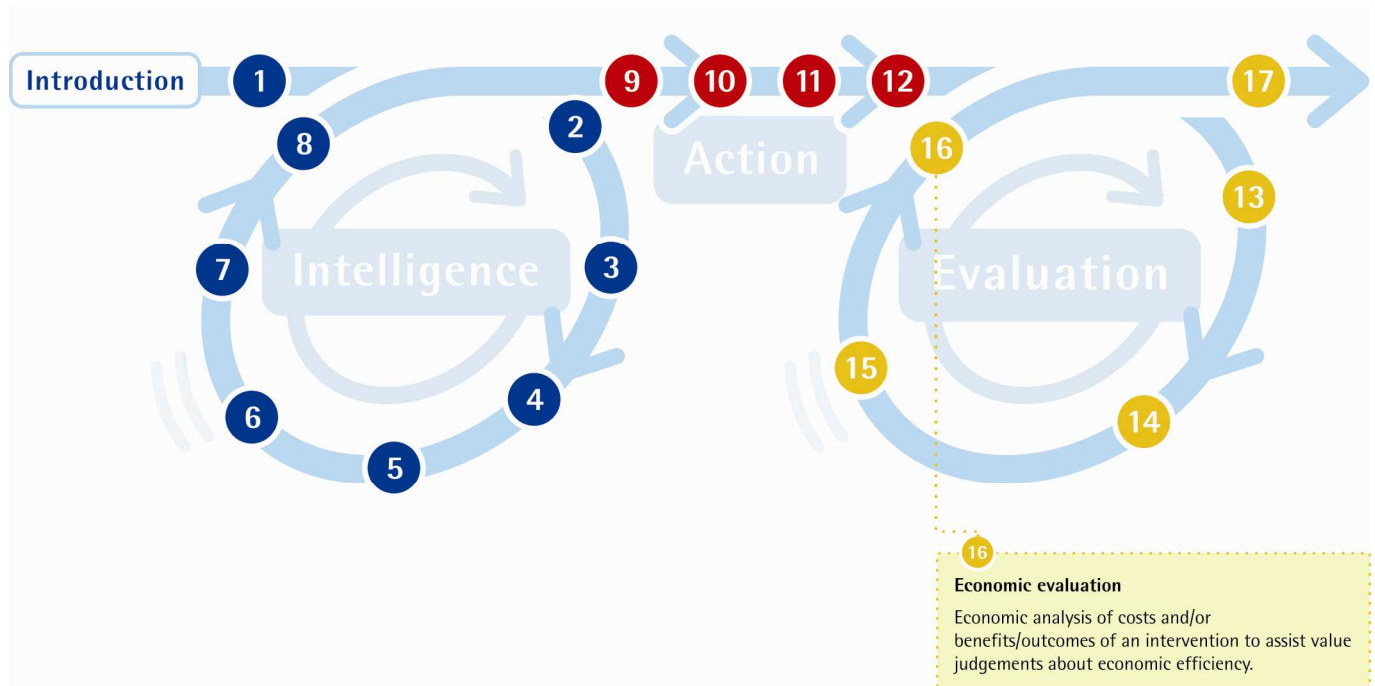 Introduction
1
9
10
11
12
17
8
2
16
Action
13
7
Intelligence
3
Evaluation
15
6
4
14
5
16
Economic evaluation
Economic analysis of costs and/or
benefits/outcomes of an intervention to assist value
judgements about economic efficiency.